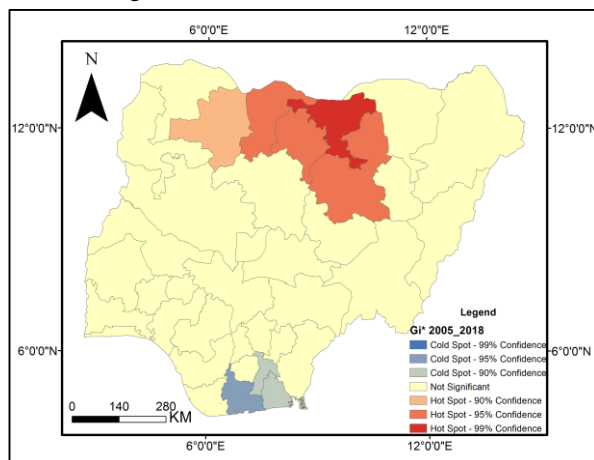 6°0'0"E 12°0'0"E
N
12°0'0"N 12°0'0"N
Legend
Gi* 2005_2018
Cold Spot - 99% Confidence
Cold Spot - 95% Confidence
Cold Spot - 90% Confidence
Not Significant
Hot Spot - 90% Confidence
Hot Spot - 95% Confidence
Hot Spot - 99% Confidence
6°0'0"N 6°0'0"N
0 140 280
KM
6°0'0"E 12°0'0"E